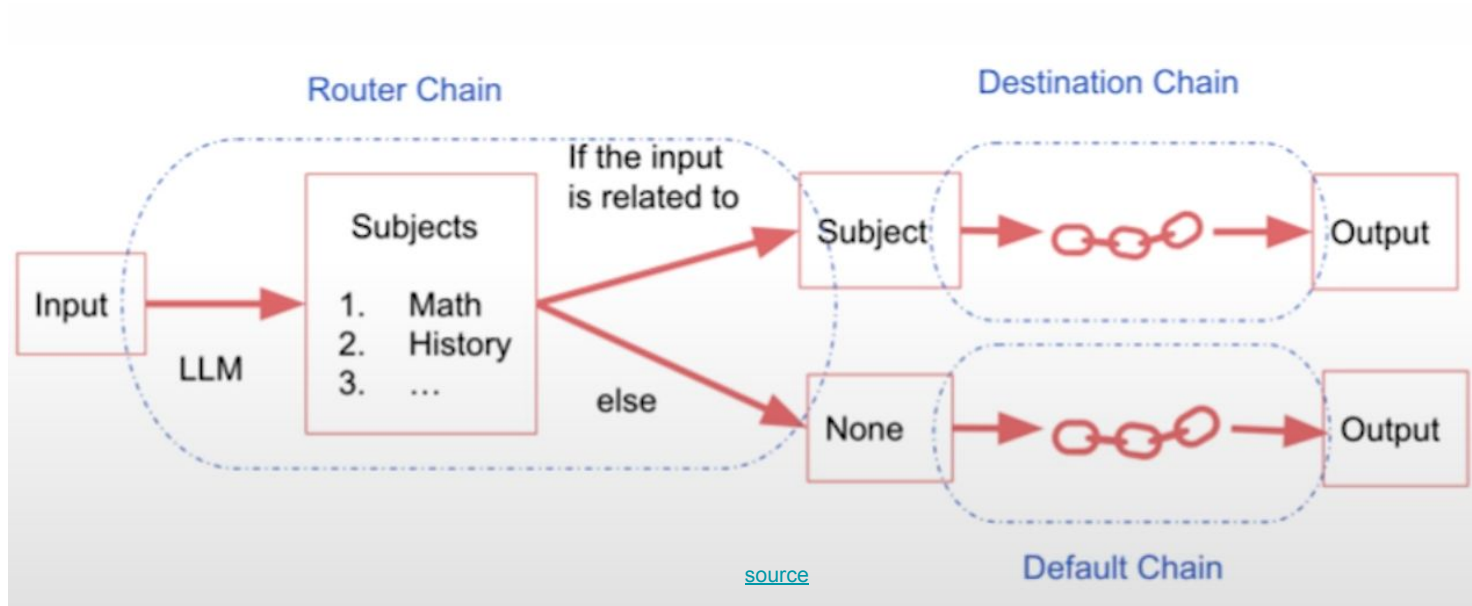 Router Chain
Destination Chain
If the input
is related to
Subjects
1. Math
2. History
3. ...
Input
LLM
else
Subject
Output
None
Output
Default Chain
source